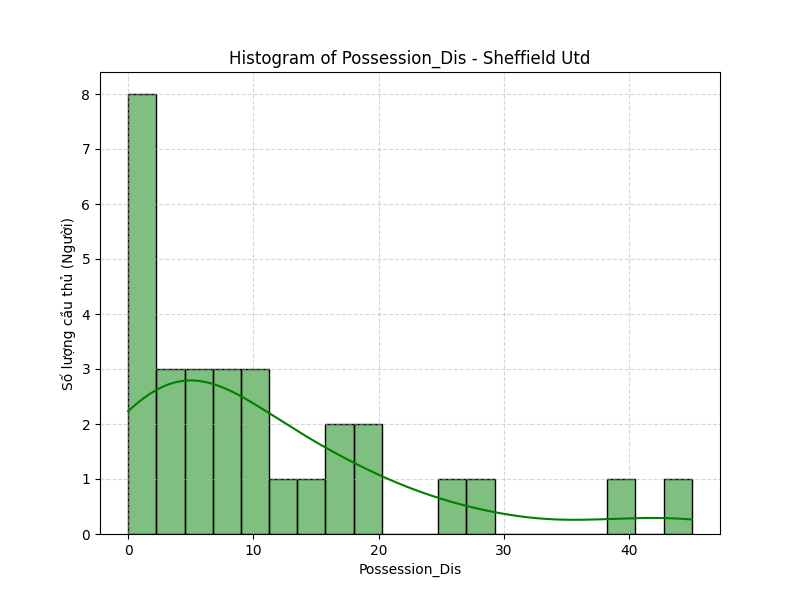 Histogram of Possession_Dis - Sheffield Utd
Số lượng cầu thủ (Người)
8
7
6
5
4
3
2
1
0
0 10 20 30 40
Possession_Dis